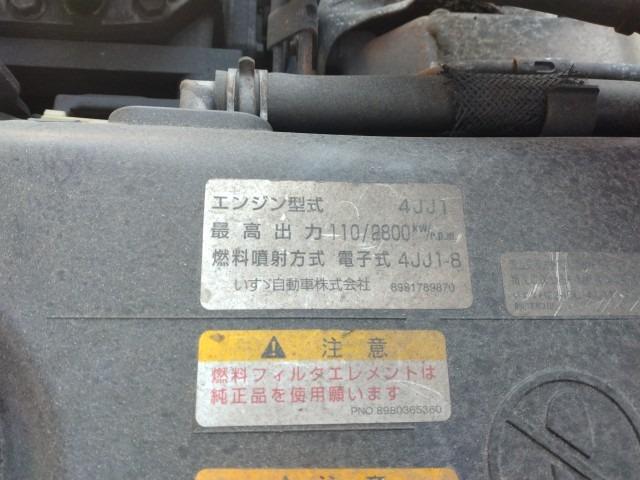 エンジン型式 4JJ1
最高出力 110/2800 kW/r.p.m
燃料噴射方式 電子式 4JJ1-8
いすゞ自動車株式会社 8981789870
注意
燃料フィルタエレメントは
純正品を使用願います
PNO 8980365360
注意